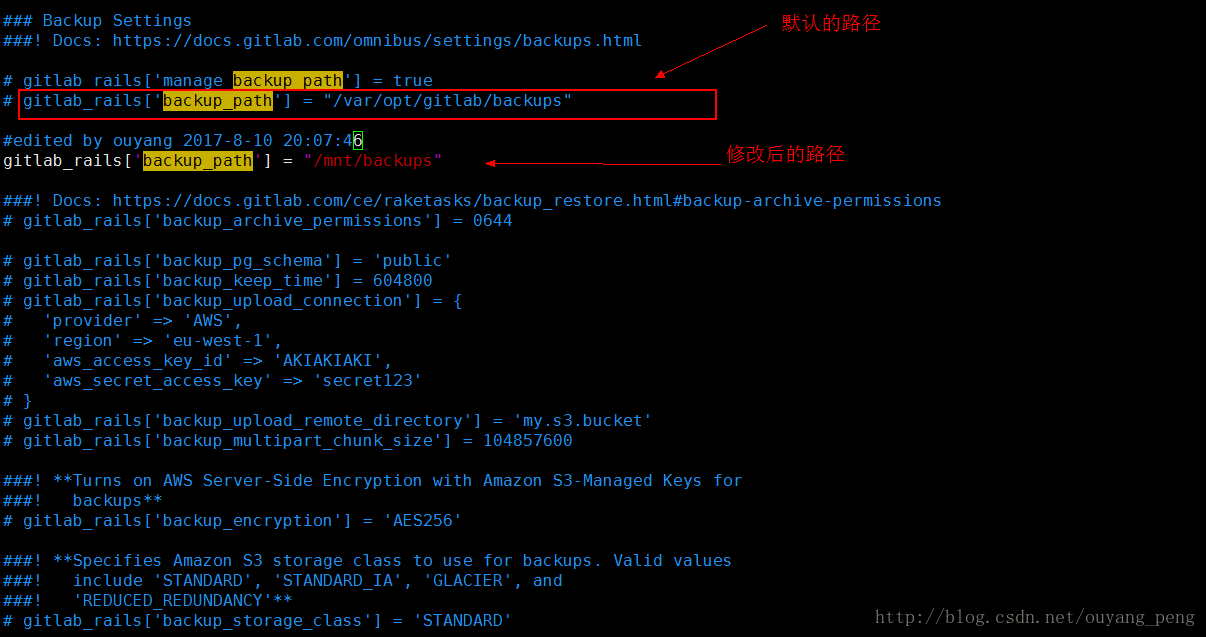 ### Backup Settings
###! Docs: https://docs.gitlab.com/omnibus/settings/backups.html
默认的路径
# gitlab_rails['manage_backup_path'] = true
# gitlab_rails['backup_path'] = "/var/opt/gitlab/backups"
#edited by ouyang 2017-8-10 20:07:46
gitlab_rails['backup_path'] = "/mnt/backups"
修改后的路径
###! Docs: https://docs.gitlab.com/ce/raketasks/backup_restore.html#backup-archive-permissions
# gitlab_rails['backup_archive_permissions'] = 0644
# gitlab_rails['backup_pg_schema'] = 'public'
# gitlab_rails['backup_keep_time'] = 604800
# gitlab_rails['backup_upload_connection'] = {
#   'provider' => 'AWS',
#   'region' => 'eu-west-1',
#   'aws_access_key_id' => 'AKIAKIAKI',
#   'aws_secret_access_key' => 'secret123'
# }
# gitlab_rails['backup_upload_remote_directory'] = 'my.s3.bucket'
# gitlab_rails['backup_multipart_chunk_size'] = 104857600
###! **Turns on AWS Server-Side Encryption with Amazon S3-Managed Keys for
###!   backups**
# gitlab_rails['backup_encryption'] = 'AES256'
###! **Specifies Amazon S3 storage class to use for backups. Valid values
###!   include 'STANDARD', 'STANDARD_IA', 'GLACIER', and
###!   'REDUCED_REDUNDANCY'**
# gitlab_rails['backup_storage_class'] = 'STANDARD'
http://blog.csdn.net/ouyang_peng